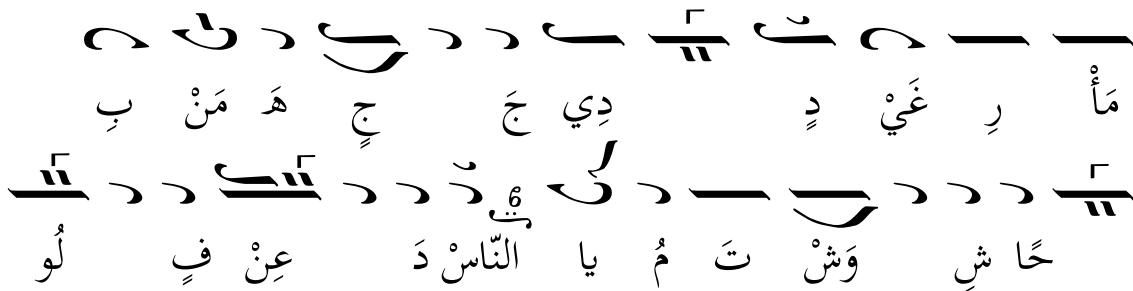 مَأْ رِ غَيْ دٍ دِي جَ جٍ هَ مَنْ بِ
حًا شِ وَشْ تَ مُ يا النَّاسْ دَ عِنْ فٍ لُو